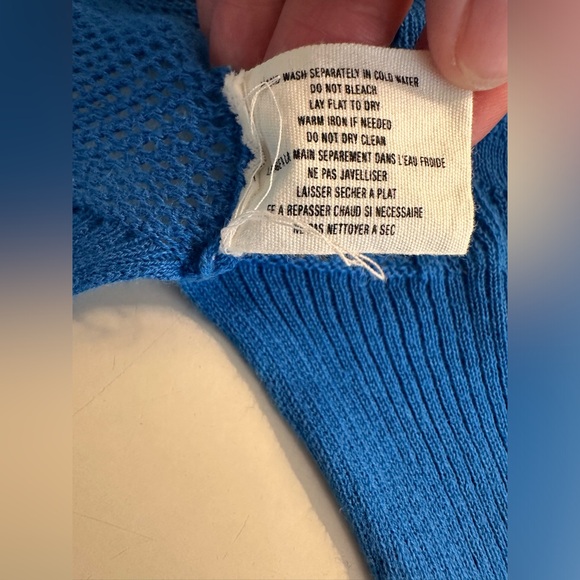 WASH SEPARATELY IN COLD WATER
DO NOT BLEACH
LAY FLAT TO DRY
WARM IRON IF NEEDED
DO NOT DRY CLEAN
LA MAIN SEPAREMENT DANS L'EAU FROIDE
NE PAS JAVELLISER
LAISSER SECHER A PLAT
A REPASSER CHAUD SI NECESSAIRE
NE PAS NETTOYER A SEC